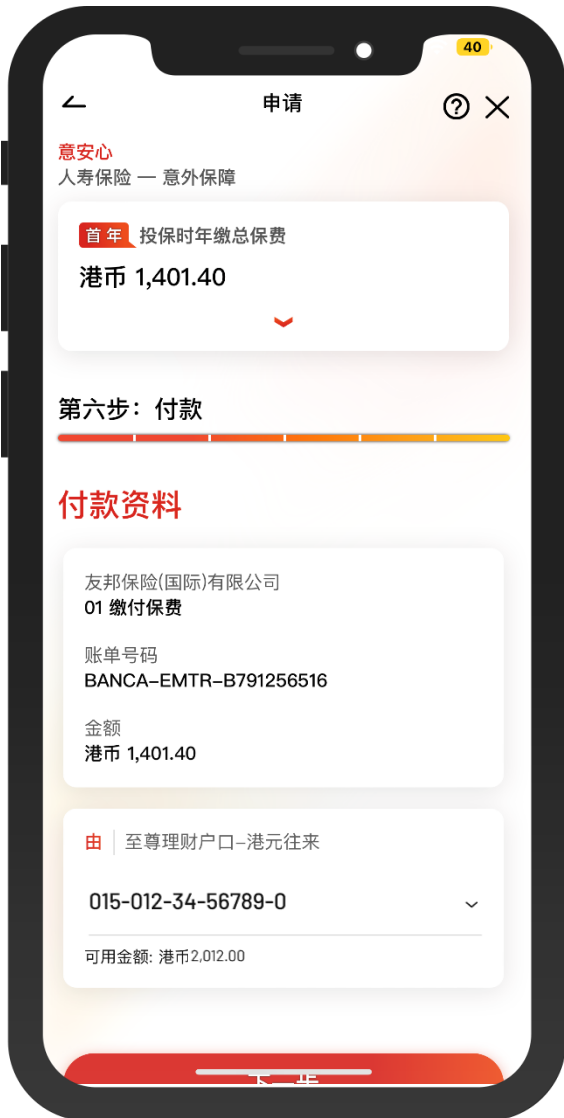 40
申请
意安心
人寿保险 — 意外保障
首年 投保时年缴总保费
港币 1,401.40
第六步：付款
付款资料
友邦保险(国际)有限公司
01 缴付保费
账单号码
BANCA–EMTR–B791256516
金额
港币 1,401.40
由 至尊理财户口–港元往来
015-012-34-56789-0
可用金额: 港币2,012.00
下一步